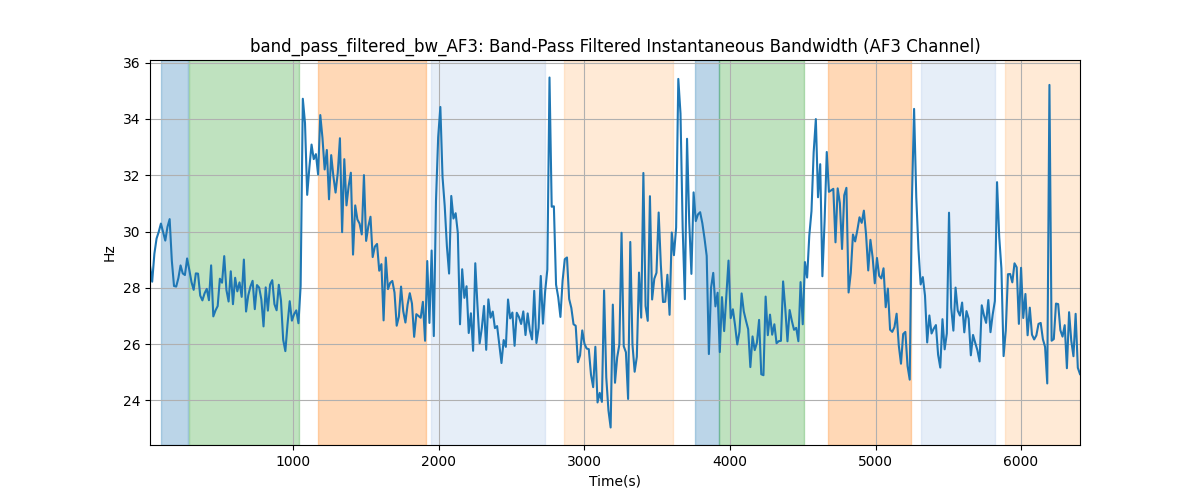 band_pass_filtered_bw_AF3: Band-Pass Filtered Instantaneous Bandwidth (AF3 Channel)
36
34
32
30
28
26
24
Hz
1000 2000 3000 4000 5000 6000
Time(s)